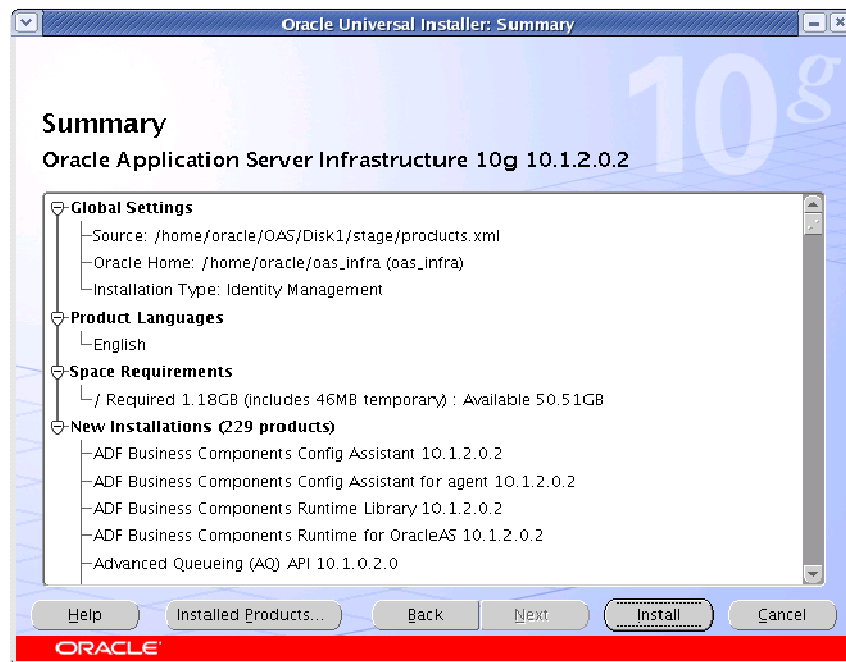 Oracle Universal Installer: Summary
10g
Summary
Oracle Application Server Infrastructure 10g 10.1.2.0.2
Global Settings
Source: /home/oracle/OAS/Disk1/stage/products.xml
Oracle Home: /home/oracle/oas_infra (oas_infra)
Installation Type: Identity Management
Product Languages
English
Space Requirements
/ Required 1.18GB (includes 46MB temporary) : Available 50.51GB
New Installations (229 products)
ADF Business Components Config Assistant 10.1.2.0.2
ADF Business Components Config Assistant for agent 10.1.2.0.2
ADF Business Components Runtime Library 10.1.2.0.2
ADF Business Components Runtime for OracleAS 10.1.2.0.2
Advanced Queueing (AQ) API 10.1.0.2.0
Help Installed Products... Back Next Install Cancel
ORACLE